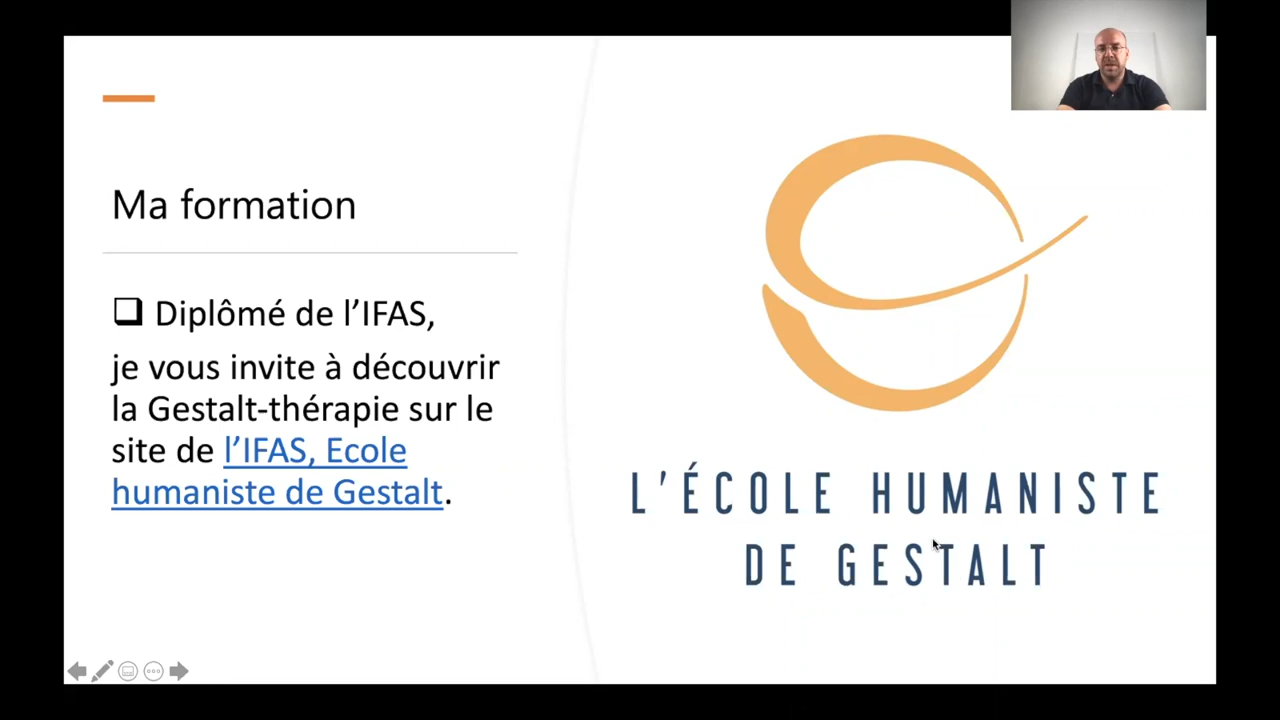 Ma formation
❑ Diplômé de l’IFAS,
je vous invite à découvrir
la Gestalt-thérapie sur le
site de l’IFAS, Ecole
humaniste de Gestalt.
L’ÉCOLE HUMANISTE
DE GESTALT